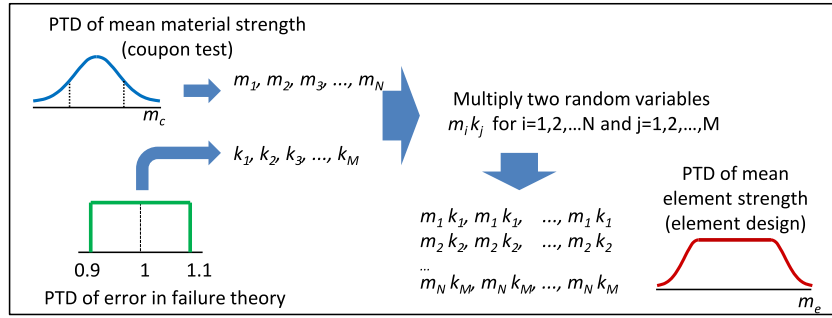 PTD of mean material strength
(coupon test)
m_c
m_1, m_2, m_3, ..., m_N
k_1, k_2, k_3, ..., k_M
0.9 1 1.1
PTD of error in failure theory
Multiply two random variables
m_i k_j for i=1,2,...N and j=1,2,...,M
m_1 k_1, m_1 k_1, ..., m_1 k_1
m_2 k_2, m_2 k_2, ..., m_2 k_2
...
m_N k_M, m_N k_M, ..., m_N k_M
PTD of mean
element strength
(element design)
m_e